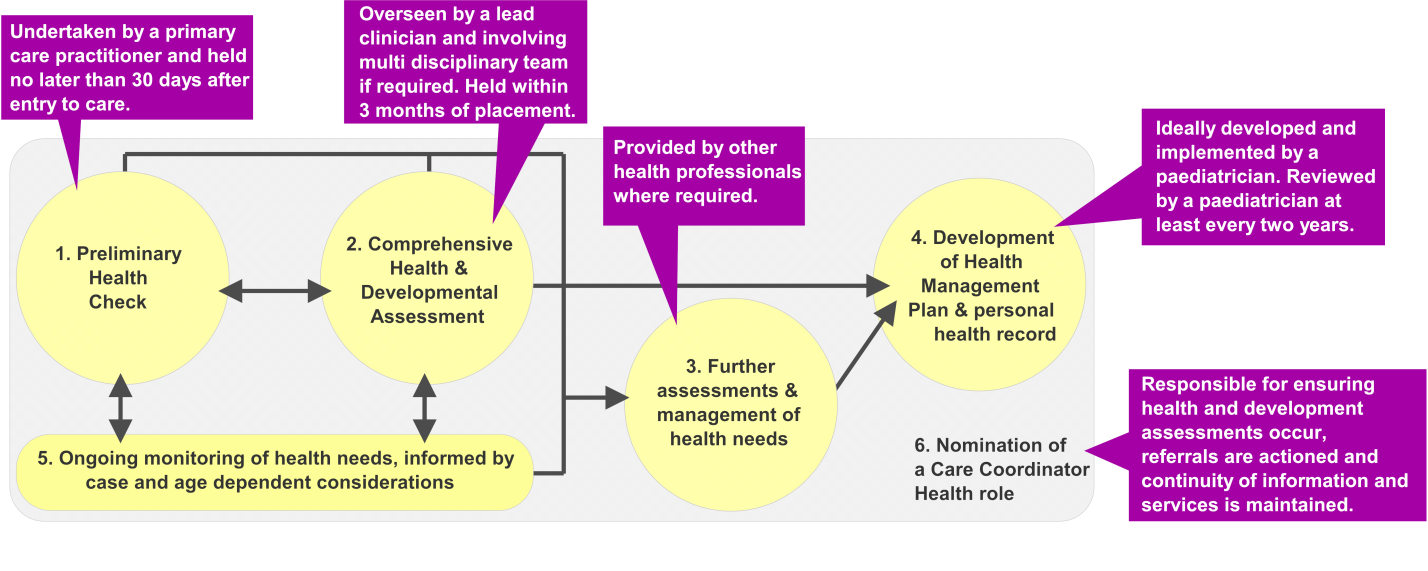 Undertaken by a primary
care practitioner and held
no later than 30 days after
entry to care.
Overseen by a lead
clinician and involving
multi disciplinary team
if required. Held within
3 months of placement.
Provided by other
health professionals
where required.
Ideally developed and
implemented by a
paediatrician. Reviewed
by a paediatrician at
least every two years.
1. Preliminary
Health
Check
2. Comprehensive
Health &
Developmental
Assessment
3. Further
assessments &
management of
health needs
4. Development
of Health
Management
Plan & personal
health record
5. Ongoing monitoring of health needs, informed by
case and age dependent considerations
6. Nomination of
a Care Coordinator
Health role
Responsible for ensuring
health and development
assessments occur,
referrals are actioned and
continuity of information and
services is maintained.